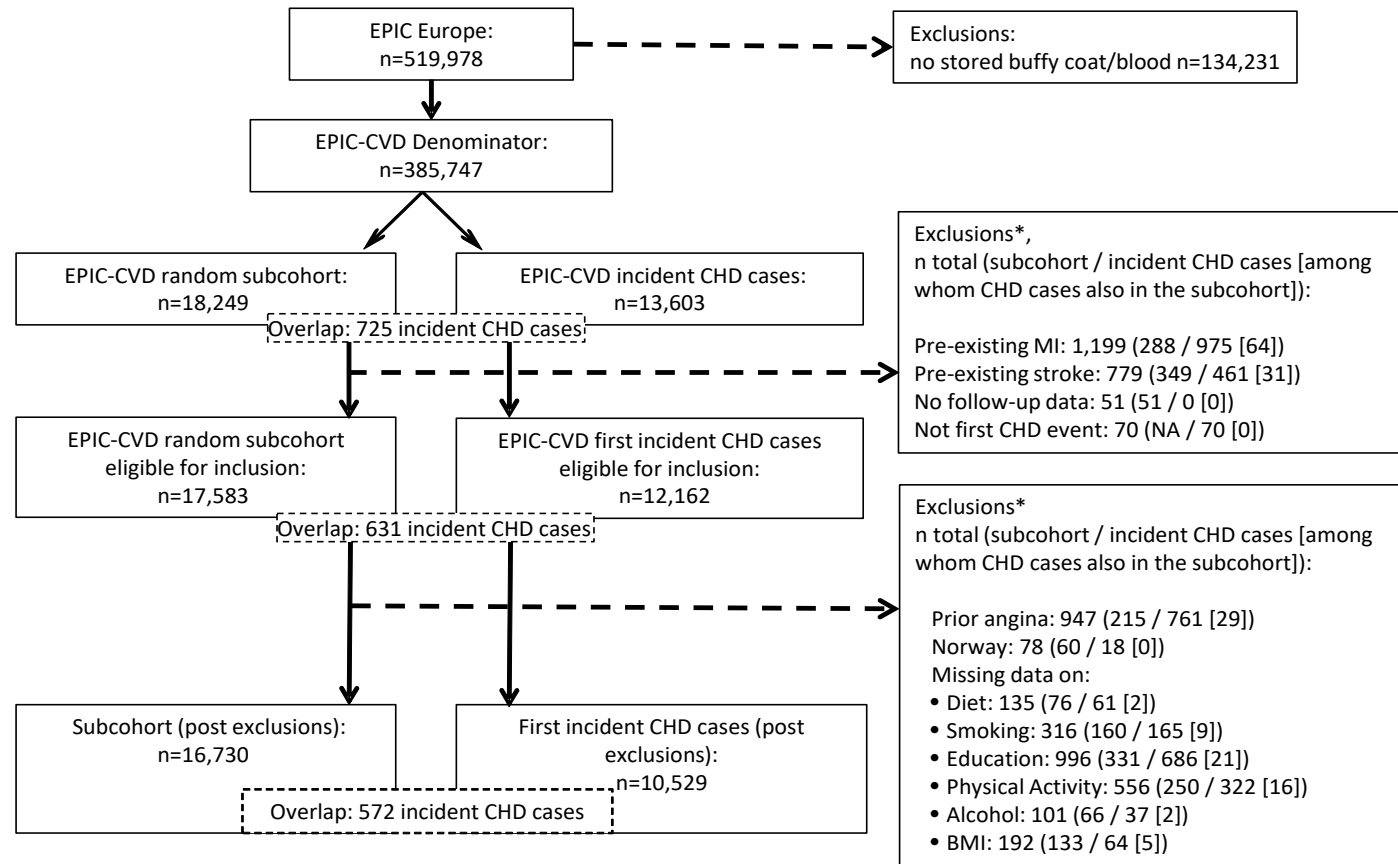 EPIC Europe:
n=519,978
Exclusions:
no stored buffy coat/blood n=134,231
EPIC-CVD Denominator:
n=385,747
EPIC-CVD random subcohort:
n=18,249
EPIC-CVD incident CHD cases:
n=13,603
Overlap: 725 incident CHD cases
Exclusions*,
n total (subcohort / incident CHD cases [among
whom CHD cases also in the subcohort]):
Pre-existing MI: 1,199 (288 / 975 [64])
Pre-existing stroke: 779 (349 / 461 [31])
No follow-up data: 51 (51 / 0 [0])
Not first CHD event: 70 (NA / 70 [0])
EPIC-CVD random subcohort
eligible for inclusion:
n=17,583
EPIC-CVD first incident CHD cases
eligible for inclusion:
n=12,162
Overlap: 631 incident CHD cases
Exclusions*
n total (subcohort / incident CHD cases [among
whom CHD cases also in the subcohort]):
Prior angina: 947 (215 / 761 [29])
Norway: 78 (60 / 18 [0])
Missing data on:
• Diet: 135 (76 / 61 [2])
• Smoking: 316 (160 / 165 [9])
• Education: 996 (331 / 686 [21])
• Physical Activity: 556 (250 / 322 [16])
• Alcohol: 101 (66 / 37 [2])
• BMI: 192 (133 / 64 [5])
Subcohort (post exclusions):
n=16,730
First incident CHD cases (post
exclusions):
n=10,529
Overlap: 572 incident CHD cases